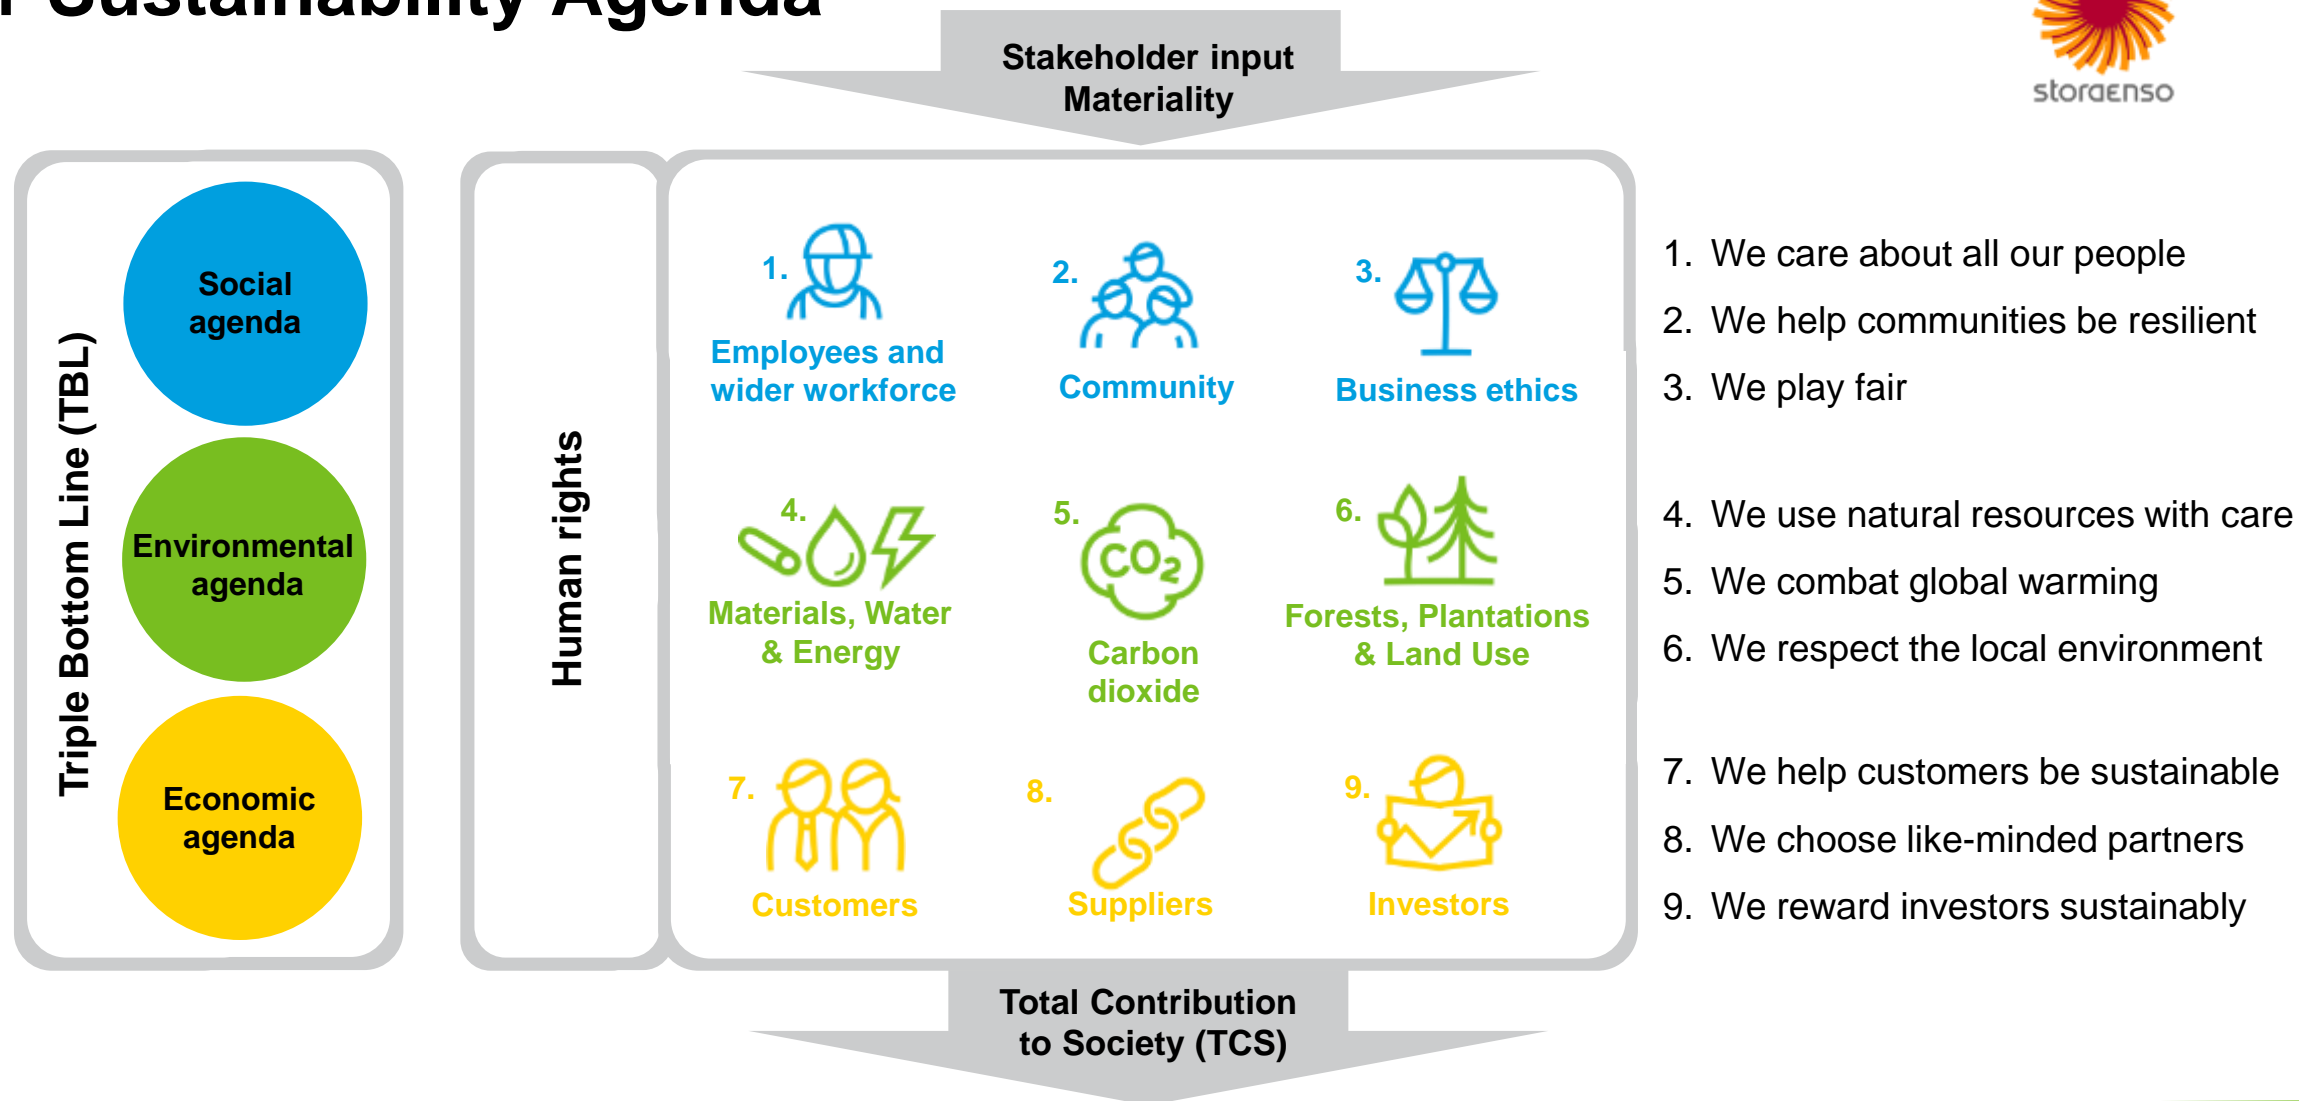 Sustainability Agenda
storaenso
Stakeholder input
Materiality
Triple Bottom Line (TBL)
Social
agenda
Environmental
agenda
Economic
agenda
Human rights
1.
Employees and
wider workforce
2.
Community
3.
Business ethics
4.
Materials, Water
& Energy
5.
CO2
Carbon
dioxide
6.
Forests, Plantations
& Land Use
7.
Customers
8.
Suppliers
9.
Investors
1. We care about all our people
2. We help communities be resilient
3. We play fair
4. We use natural resources with care
5. We combat global warming
6. We respect the local environment
7. We help customers be sustainable
8. We choose like-minded partners
9. We reward investors sustainably
Total Contribution
to Society (TCS)